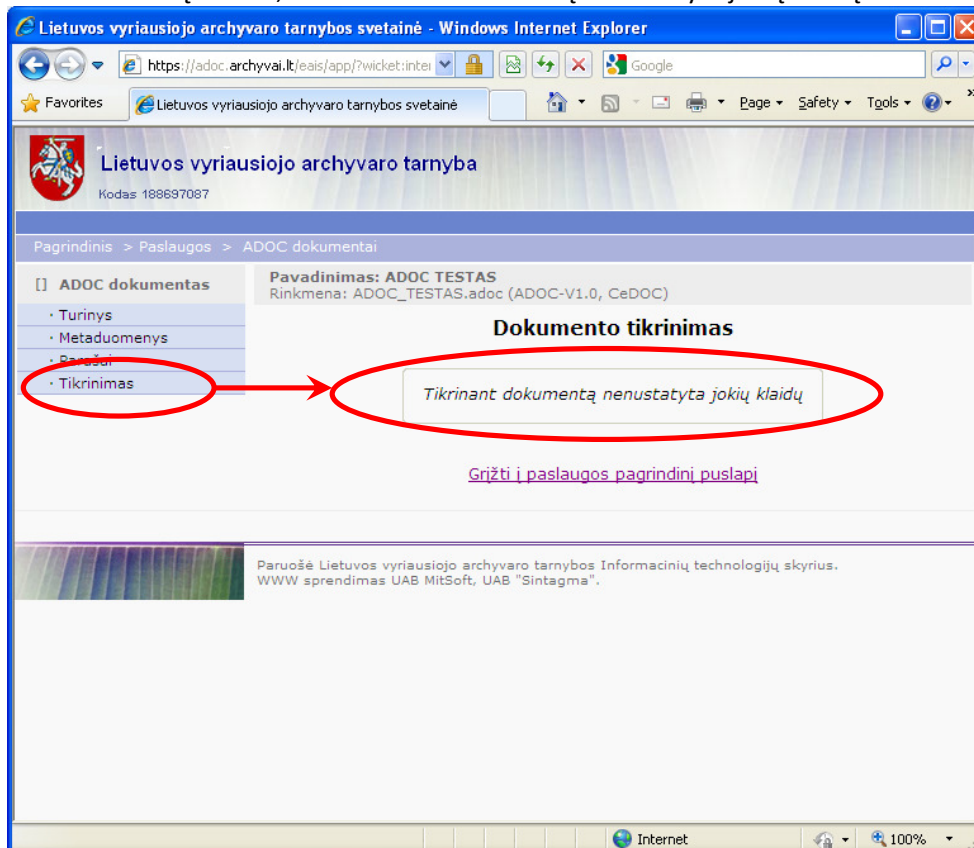 Lietuvos vyriausiojo archyvaro tarnybos svetainė - Windows Internet Explorer
https://adoc.archyvai.lt/eais/app/?wicket:inter
Google
Favorites
Lietuvos vyriausiojo archyvaro tarnybos svetainė
Page
Safety
Tools
Lietuvos vyriausiojo archyvaro tarnyba
Kodas 188697087
Pagrindinis > Paslaugos > ADOC dokumentai
[] ADOC dokumentas
· Turinys
· Metaduomenys
· Parašai
· Tikrinimas
Pavadinimas: ADOC TESTAS
Rinkmena: ADOC_TESTAS.adoc (ADOC-V1.0, CeDOC)
Dokumento tikrinimas
Tikrinant dokumentą nenustatyta jokių klaidų
Grįžti į paslaugos pagrindinį puslapį
Paruošė Lietuvos vyriausiojo archyvaro tarnybos Informacinių technologijų skyrius.
WWW sprendimas UAB MitSoft, UAB "Sintagma".
Internet
100%